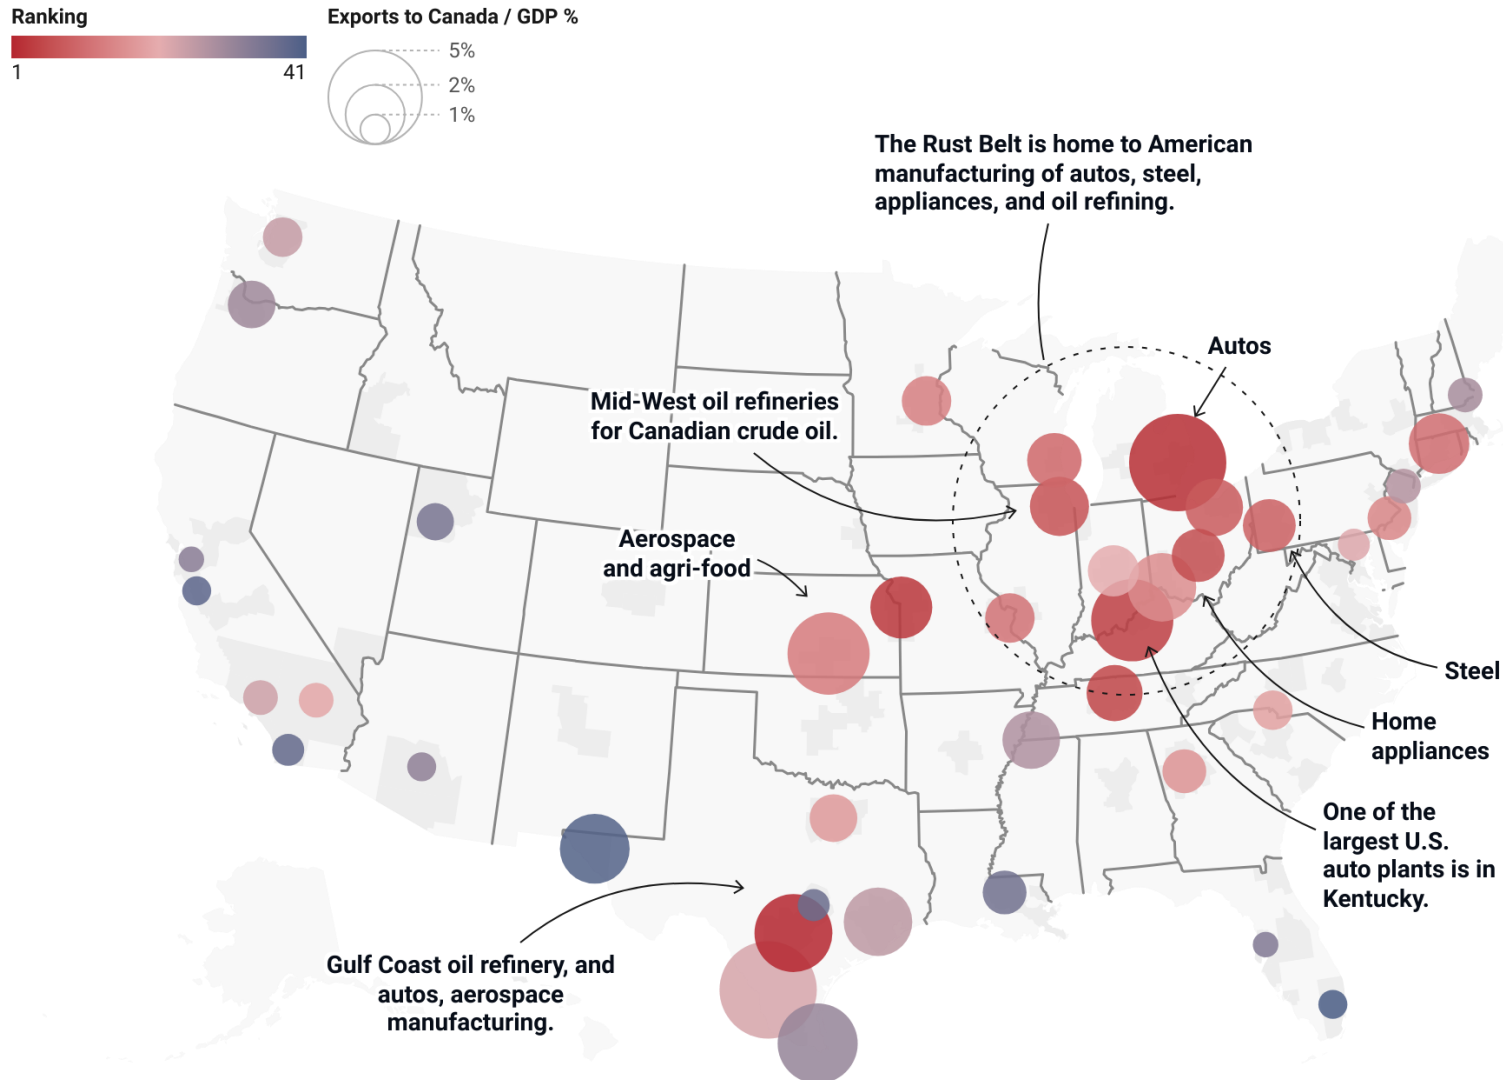 Ranking
1
41
Exports to Canada / GDP %
5%
2%
1%
The Rust Belt is home to American
manufacturing of autos, steel,
appliances, and oil refining.
Autos
Mid-West oil refineries
for Canadian crude oil.
Aerospace
and agri-food
Steel
Home
appliances
One of the
largest U.S.
auto plants is in
Kentucky.
Gulf Coast oil refinery, and
autos, aerospace
manufacturing.